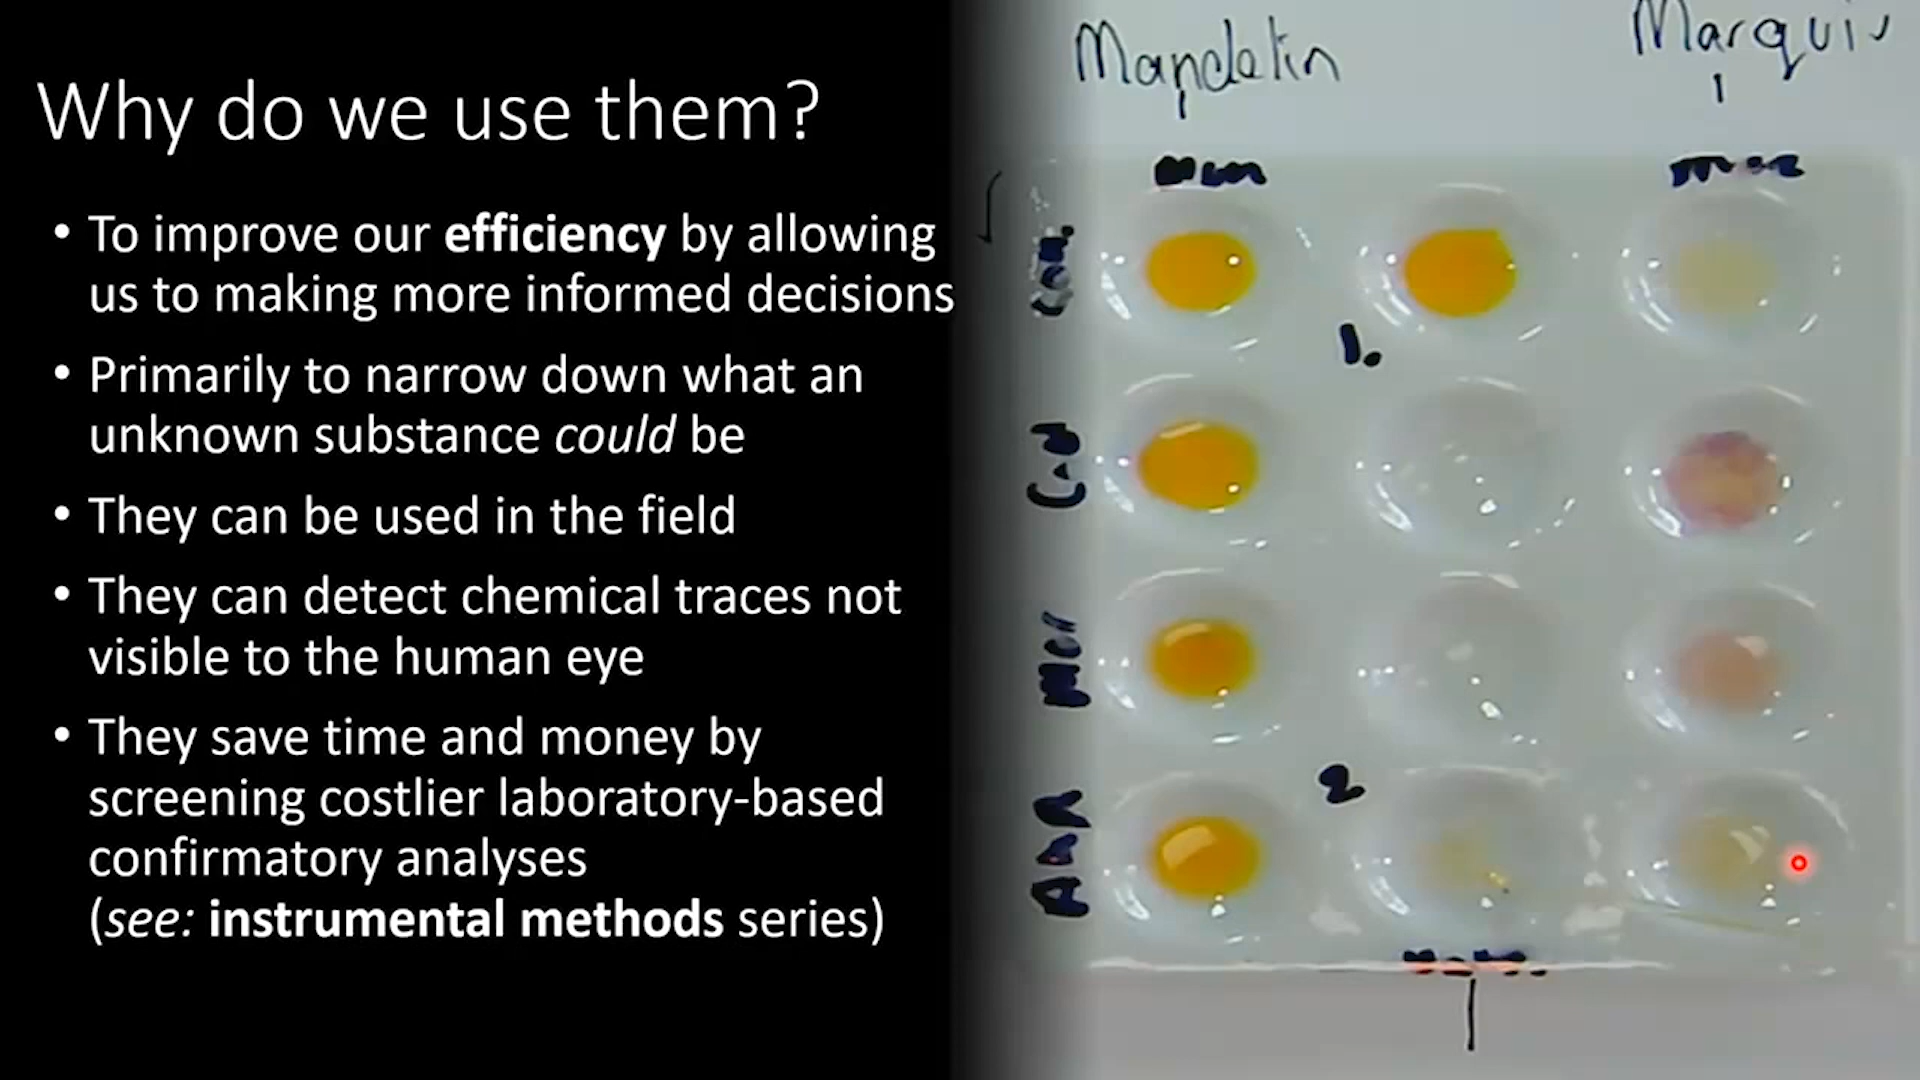 Why do we use them?
• To improve our efficiency by allowing
us to making more informed decisions
• Primarily to narrow down what an
unknown substance could be
• They can be used in the field
• They can detect chemical traces not
visible to the human eye
• They save time and money by
screening costlier laboratory-based
confirmatory analyses
(see: instrumental methods series)
Mandelin
Marquis
1.
2